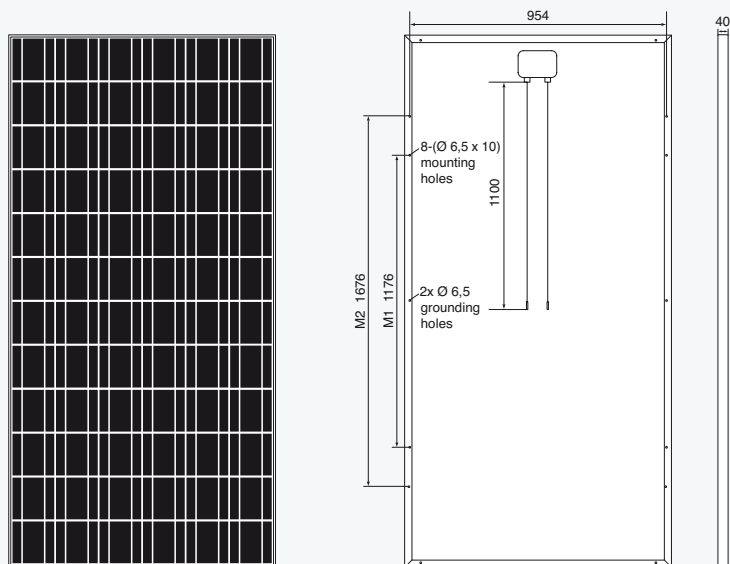 954
40
8-(Ø 6,5 x 10)
mounting
holes
1100
M2 1676
M1 1176
2x Ø 6,5
grounding
holes